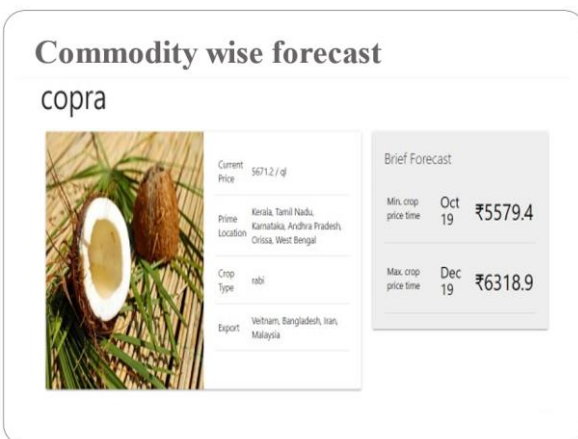 Commodity wise forecast
copra
Current
Price
5671.2 / ql
Prime
Location
Kerala, Tamil Nadu,
Karnataka, Andhra Pradesh,
Orissa, West Bengal
Crop
Type
rabi
Export
Veitnam, Bangladesh, Iran,
Malaysia
Brief Forecast
Min. crop
price time
Oct
19
₹5579.4
Max. crop
price time
Dec
19
₹6318.9